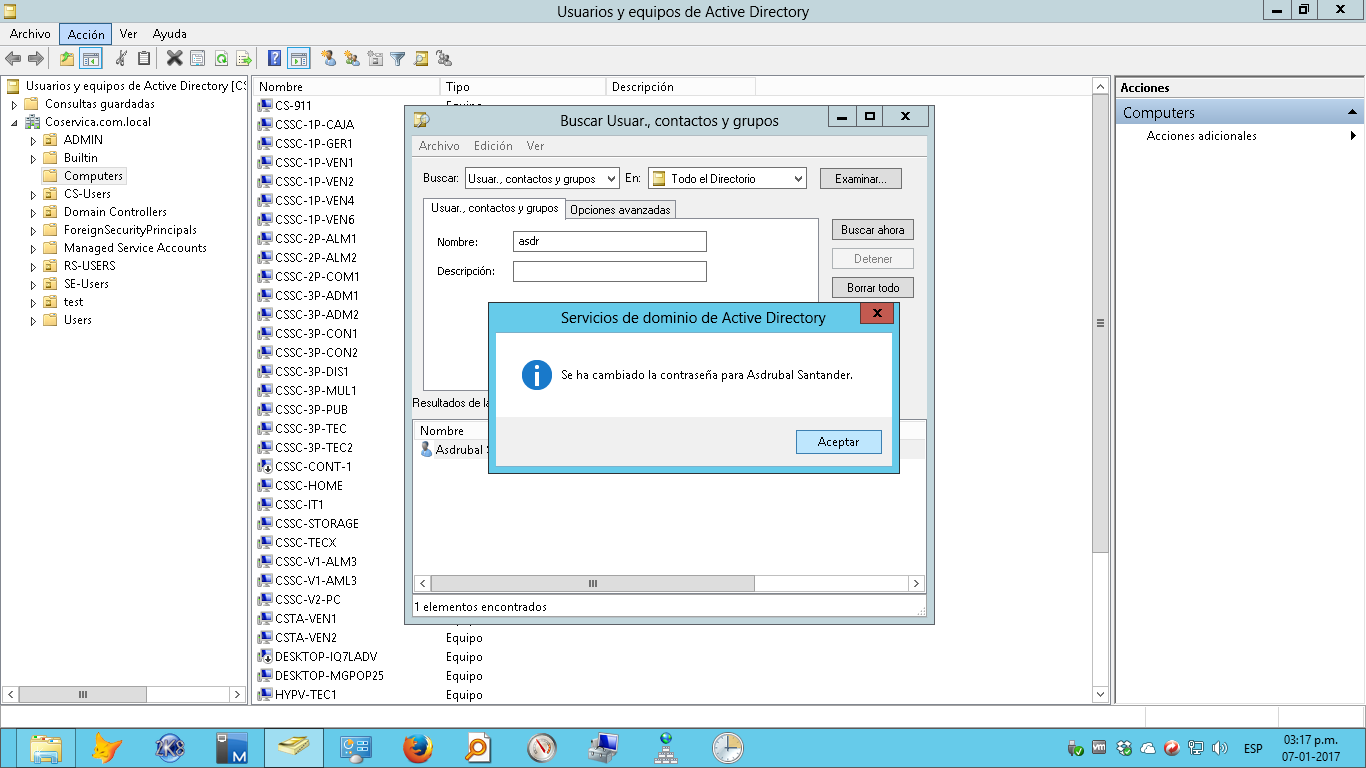 Usuarios y equipos de Active Directory
Archivo Acción Ver Ayuda
Usuarios y equipos de Active Directory [CS
Consultas guardadas
Coservica.com.local
ADMIN
Builtin
Computers
CS-Users
Domain Controllers
ForeignSecurityPrincipals
Managed Service Accounts
RS-USERS
SE-Users
test
Users
Nombre Tipo Descripción
CS-911
CSSC-1P-CAJA
CSSC-1P-GER1
CSSC-1P-VEN1
CSSC-1P-VEN2
CSSC-1P-VEN4
CSSC-1P-VEN6
CSSC-2P-ALM1
CSSC-2P-ALM2
CSSC-2P-COM1
CSSC-3P-ADM1
CSSC-3P-ADM2
CSSC-3P-CON1
CSSC-3P-CON2
CSSC-3P-DIS1
CSSC-3P-MUL1
CSSC-3P-PUB
CSSC-3P-TEC
CSSC-3P-TEC2
CSSC-CONT-1
CSSC-HOME
CSSC-IT1
CSSC-STORAGE
CSSC-TECX
CSSC-V1-ALM3
CSSC-V1-AML3
CSSC-V2-PC
CSTA-VEN1
CSTA-VEN2 Equipo
DESKTOP-IQ7LADV Equipo
DESKTOP-MGPOP25 Equipo
HYPV-TEC1 Equipo
Buscar Usuar., contactos y grupos
Archivo Edición Ver
Buscar: Usuar., contactos y grupos En: Todo el Directorio Examinar...
Usuar., contactos y grupos Opciones avanzadas
Nombre: asdr
Descripción:
Buscar ahora
Detener
Borrar todo
Resultados de la
Nombre
Asdrubal S
1 elementos encontrados
Servicios de dominio de Active Directory
Se ha cambiado la contraseña para Asdrubal Santander.
Aceptar
Acciones
Computers
Acciones adicionales
ESP
03:17 p.m.
07-01-2017